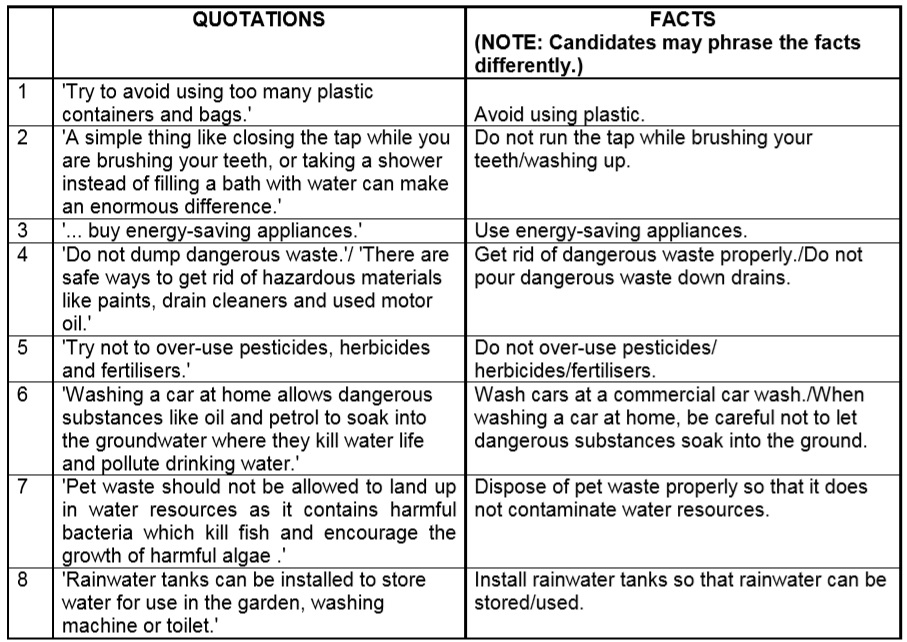 QUOTATIONS
FACTS
(NOTE: Candidates may phrase the facts
differently.)
1
'Try to avoid using too many plastic
containers and bags.'
Avoid using plastic.
2
'A simple thing like closing the tap while you
are brushing your teeth, or taking a shower
instead of filling a bath with water can make
an enormous difference.'
Do not run the tap while brushing your
teeth/washing up.
3
'... buy energy-saving appliances.'
Use energy-saving appliances.
4
'Do not dump dangerous waste.'/ 'There are
safe ways to get rid of hazardous materials
like paints, drain cleaners and used motor
oil.'
Get rid of dangerous waste properly./Do not
pour dangerous waste down drains.
5
'Try not to over-use pesticides, herbicides
and fertilisers.'
Do not over-use pesticides/
herbicides/fertilisers.
6
'Washing a car at home allows dangerous
substances like oil and petrol to soak into
the groundwater where they kill water life
and pollute drinking water.'
Wash cars at a commercial car wash./When
washing a car at home, be careful not to let
dangerous substances soak into the ground.
7
'Pet waste should not be allowed to land up
in water resources as it contains harmful
bacteria which kill fish and encourage the
growth of harmful algae .'
Dispose of pet waste properly so that it does
not contaminate water resources.
8
'Rainwater tanks can be installed to store
water for use in the garden, washing
machine or toilet.'
Install rainwater tanks so that rainwater can be
stored/used.